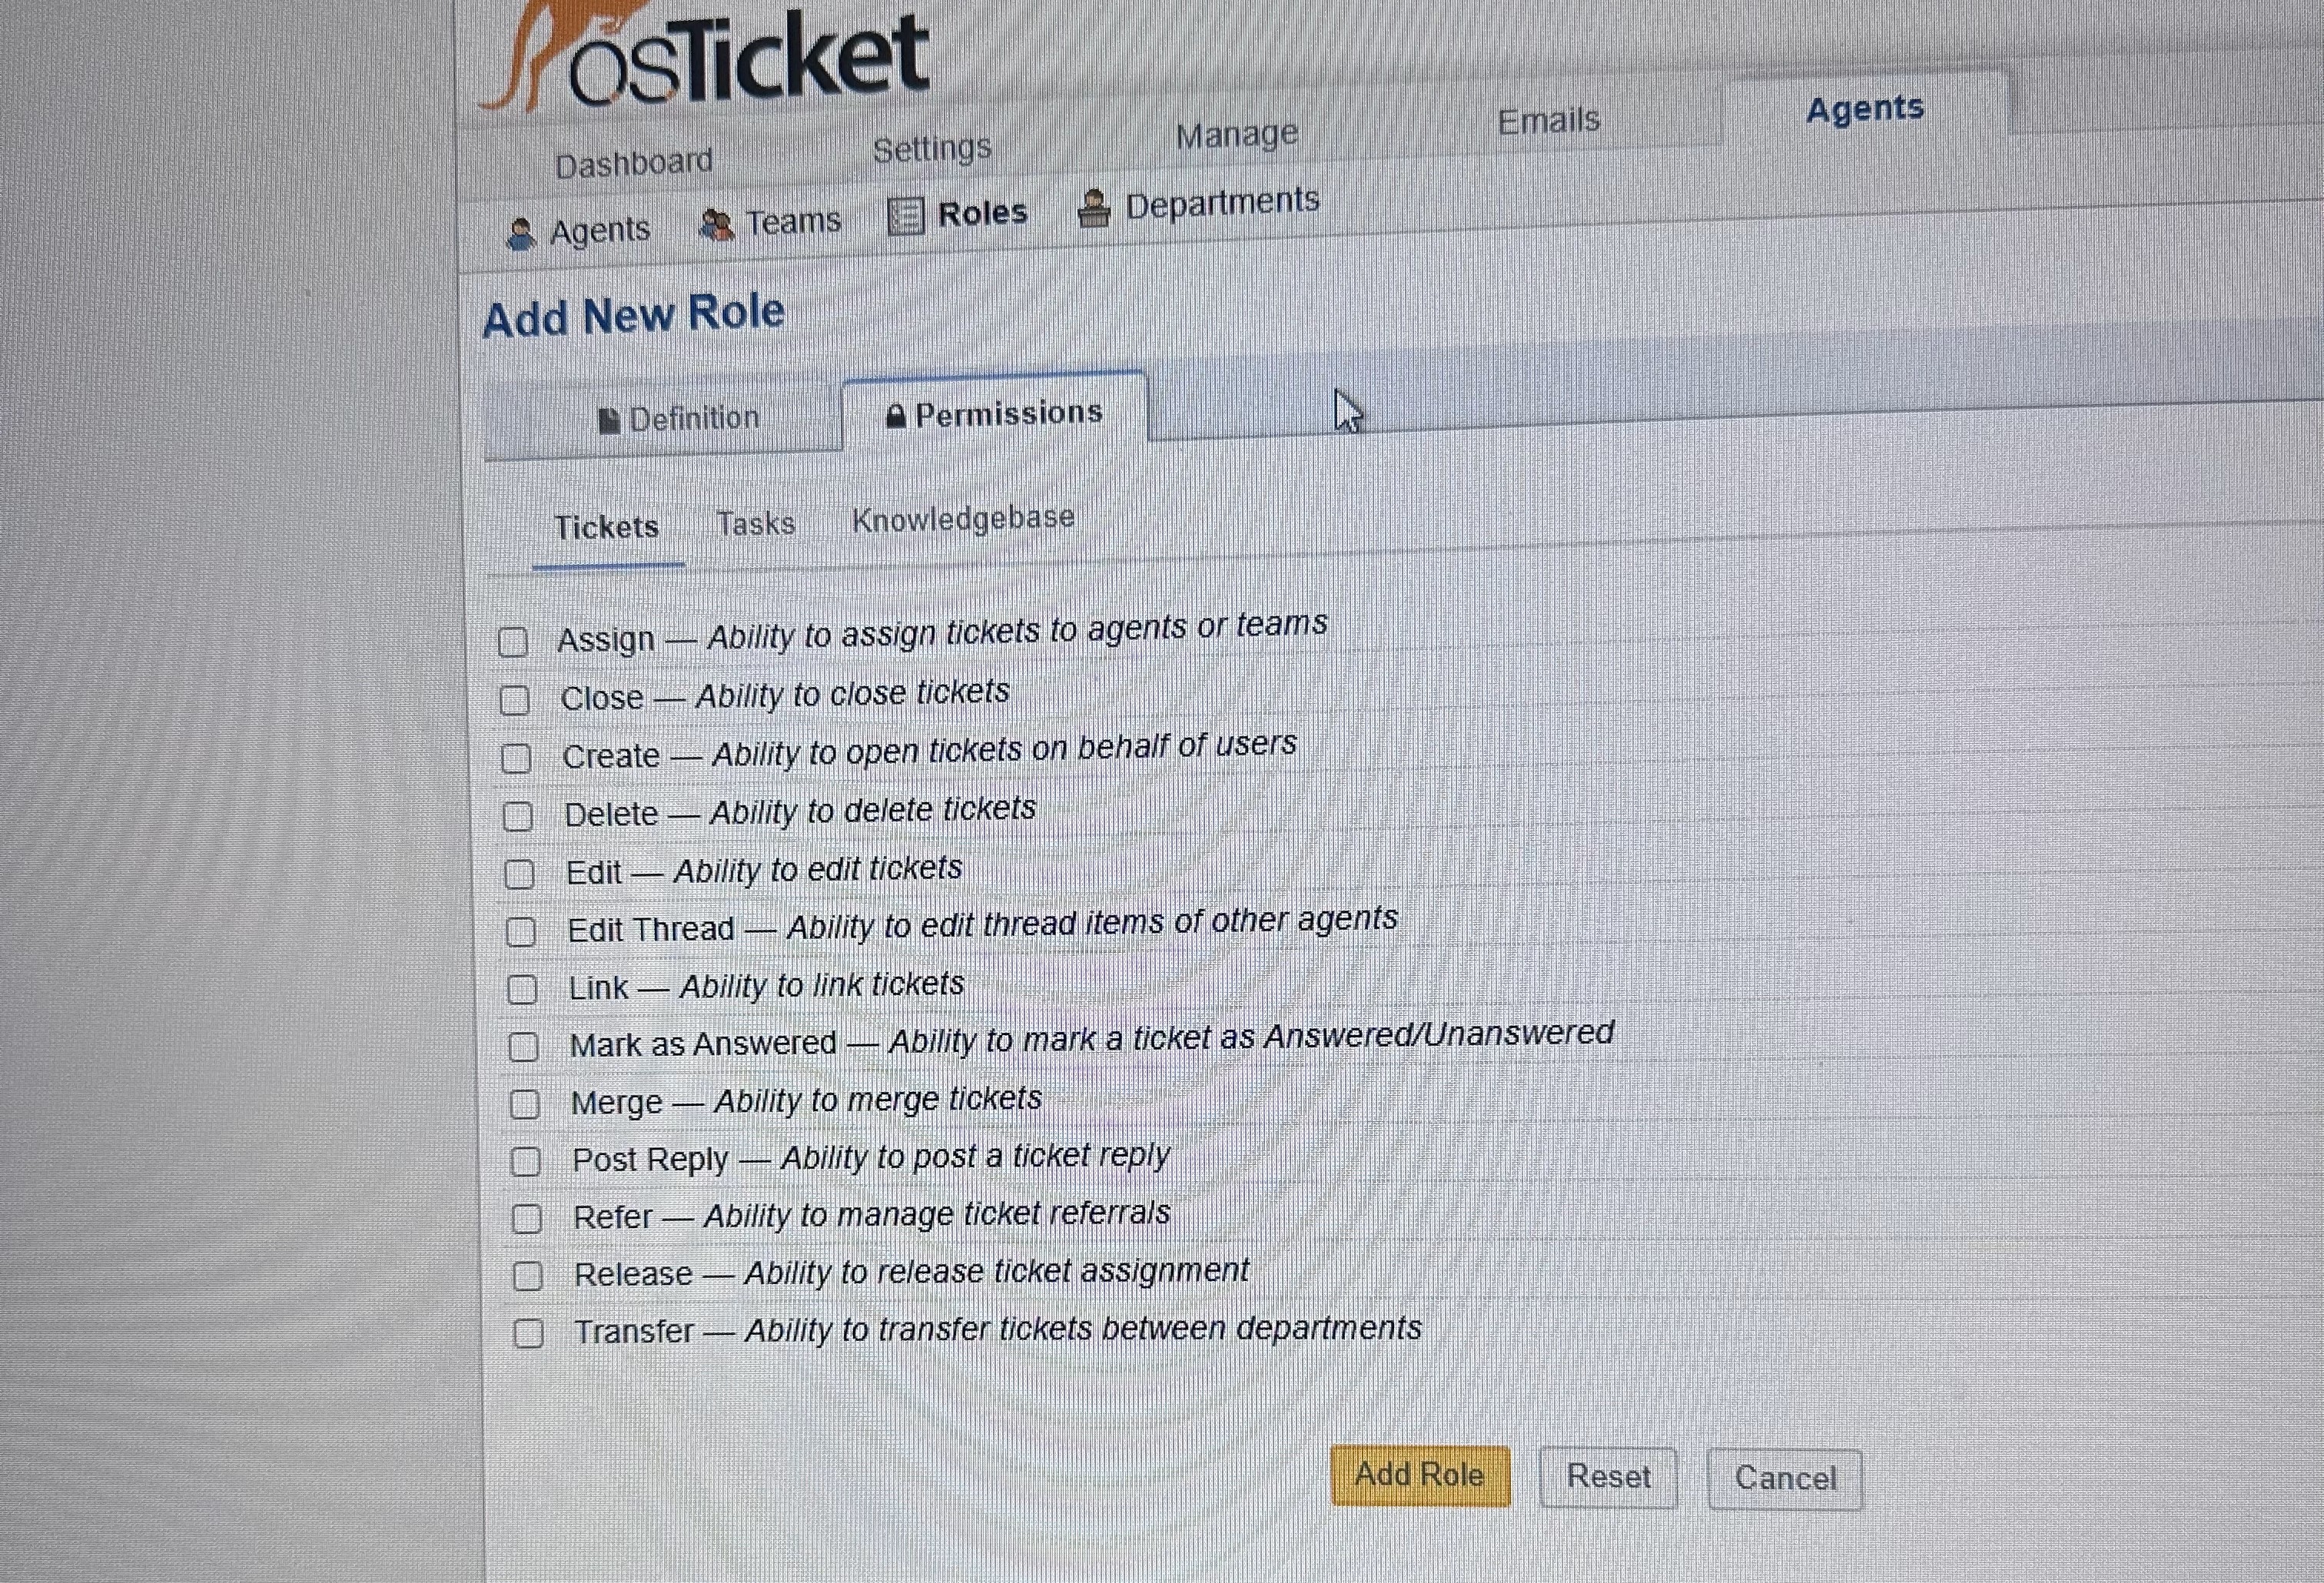 osTicket
Dashboard Settings Manage Emails Agents
Agents Teams Roles Departments
Add New Role
Definition Permissions
Tickets Tasks Knowledgebase
Assign — Ability to assign tickets to agents or teams
Close — Ability to close tickets
Create — Ability to open tickets on behalf of users
Delete — Ability to delete tickets
Edit — Ability to edit tickets
Edit Thread — Ability to edit thread items of other agents
Link — Ability to link tickets
Mark as Answered — Ability to mark a ticket as Answered/Unanswered
Merge — Ability to merge tickets
Post Reply — Ability to post a ticket reply
Refer — Ability to manage ticket referrals
Release — Ability to release ticket assignment
Transfer — Ability to transfer tickets between departments
Add Role Reset Cancel